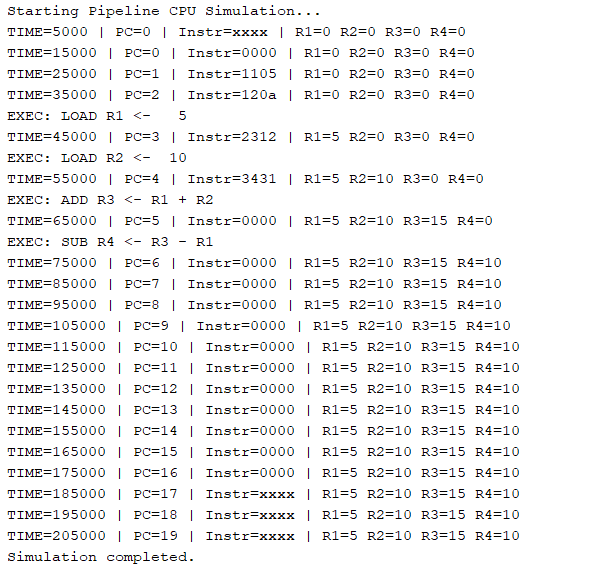 Starting Pipeline CPU Simulation...
TIME=5000 | PC=0 | Instr=xxxx | R1=0 R2=0 R3=0 R4=0
TIME=15000 | PC=0 | Instr=0000 | R1=0 R2=0 R3=0 R4=0
TIME=25000 | PC=1 | Instr=1105 | R1=0 R2=0 R3=0 R4=0
TIME=35000 | PC=2 | Instr=120a | R1=0 R2=0 R3=0 R4=0
EXEC: LOAD R1 <-   5
TIME=45000 | PC=3 | Instr=2312 | R1=5 R2=0 R3=0 R4=0
EXEC: LOAD R2 <-  10
TIME=55000 | PC=4 | Instr=3431 | R1=5 R2=10 R3=0 R4=0
EXEC: ADD R3 <- R1 + R2
TIME=65000 | PC=5 | Instr=0000 | R1=5 R2=10 R3=15 R4=0
EXEC: SUB R4 <- R3 - R1
TIME=75000 | PC=6 | Instr=0000 | R1=5 R2=10 R3=15 R4=10
TIME=85000 | PC=7 | Instr=0000 | R1=5 R2=10 R3=15 R4=10
TIME=95000 | PC=8 | Instr=0000 | R1=5 R2=10 R3=15 R4=10
TIME=105000 | PC=9 | Instr=0000 | R1=5 R2=10 R3=15 R4=10
TIME=115000 | PC=10 | Instr=0000 | R1=5 R2=10 R3=15 R4=10
TIME=125000 | PC=11 | Instr=0000 | R1=5 R2=10 R3=15 R4=10
TIME=135000 | PC=12 | Instr=0000 | R1=5 R2=10 R3=15 R4=10
TIME=145000 | PC=13 | Instr=0000 | R1=5 R2=10 R3=15 R4=10
TIME=155000 | PC=14 | Instr=0000 | R1=5 R2=10 R3=15 R4=10
TIME=165000 | PC=15 | Instr=0000 | R1=5 R2=10 R3=15 R4=10
TIME=175000 | PC=16 | Instr=0000 | R1=5 R2=10 R3=15 R4=10
TIME=185000 | PC=17 | Instr=xxxx | R1=5 R2=10 R3=15 R4=10
TIME=195000 | PC=18 | Instr=xxxx | R1=5 R2=10 R3=15 R4=10
TIME=205000 | PC=19 | Instr=xxxx | R1=5 R2=10 R3=15 R4=10
Simulation completed.